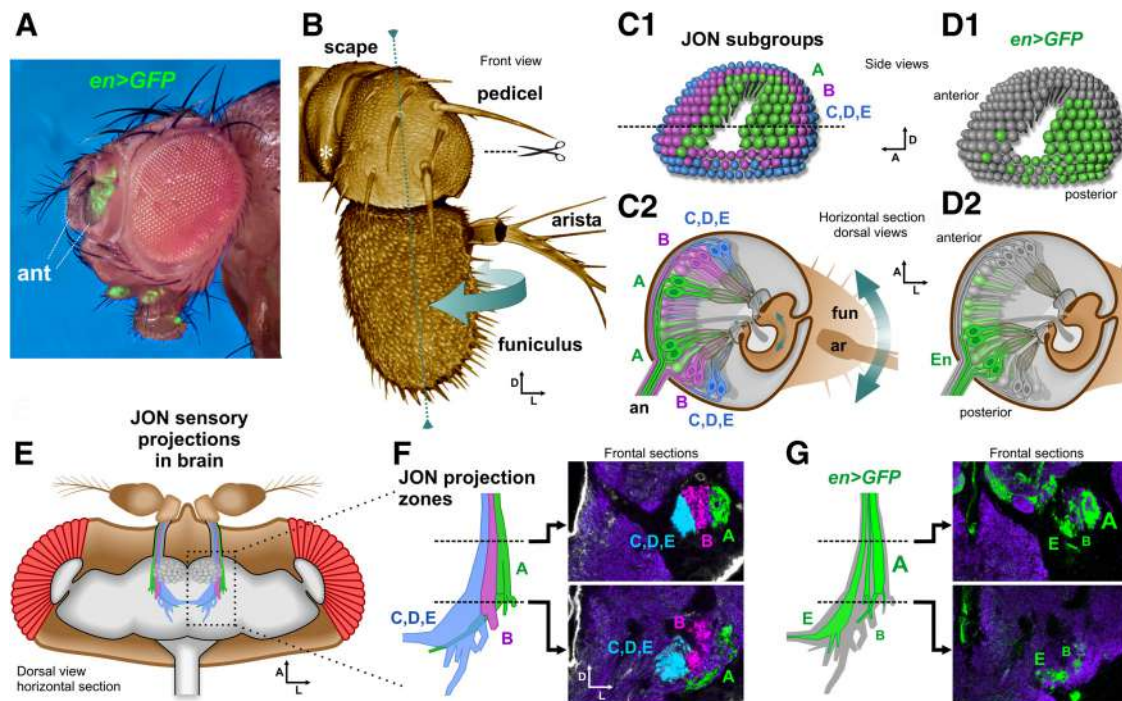 A
en>GFP
ant
B
scape
Front view
pedicel
*
arista
funiculus
D
L
C1
JON subgroups
A
B
C,D,E
Side views
D
A
D1
en>GFP
anterior
posterior
C2
C,D,E
B
A
A
an
B
C,D,E
Horizontal section
dorsal views
A
L
fun
ar
D2
anterior
En
posterior
E
JON sensory
projections
in brain
Dorsal view
horizontal section
A
L
F
JON projection
zones
A
C,D,E
B
Frontal sections
C,D,E
B
A
B
C,D,E
A
D
L
G
en>GFP
A
E
B
Frontal sections
A
E
B
E
B